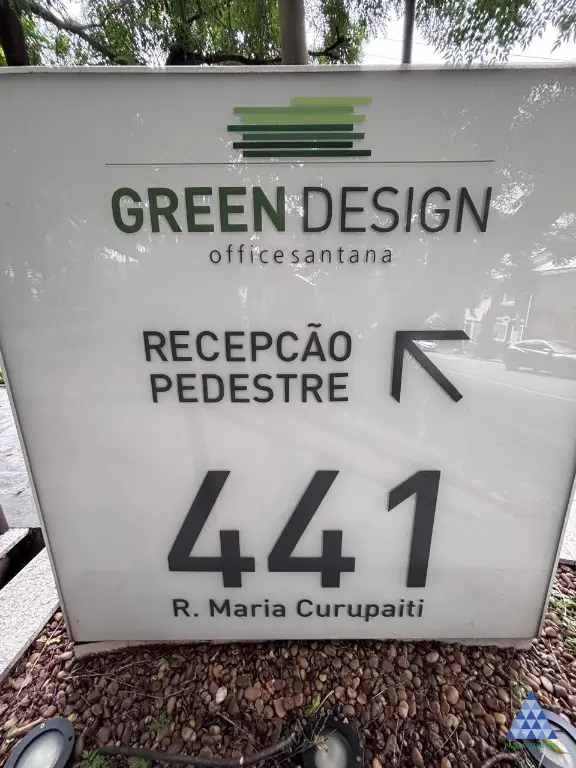 GREEN DESIGN
officesantana
RECEPCÃO
PEDESTRE
441
R. Maria Curupaiti